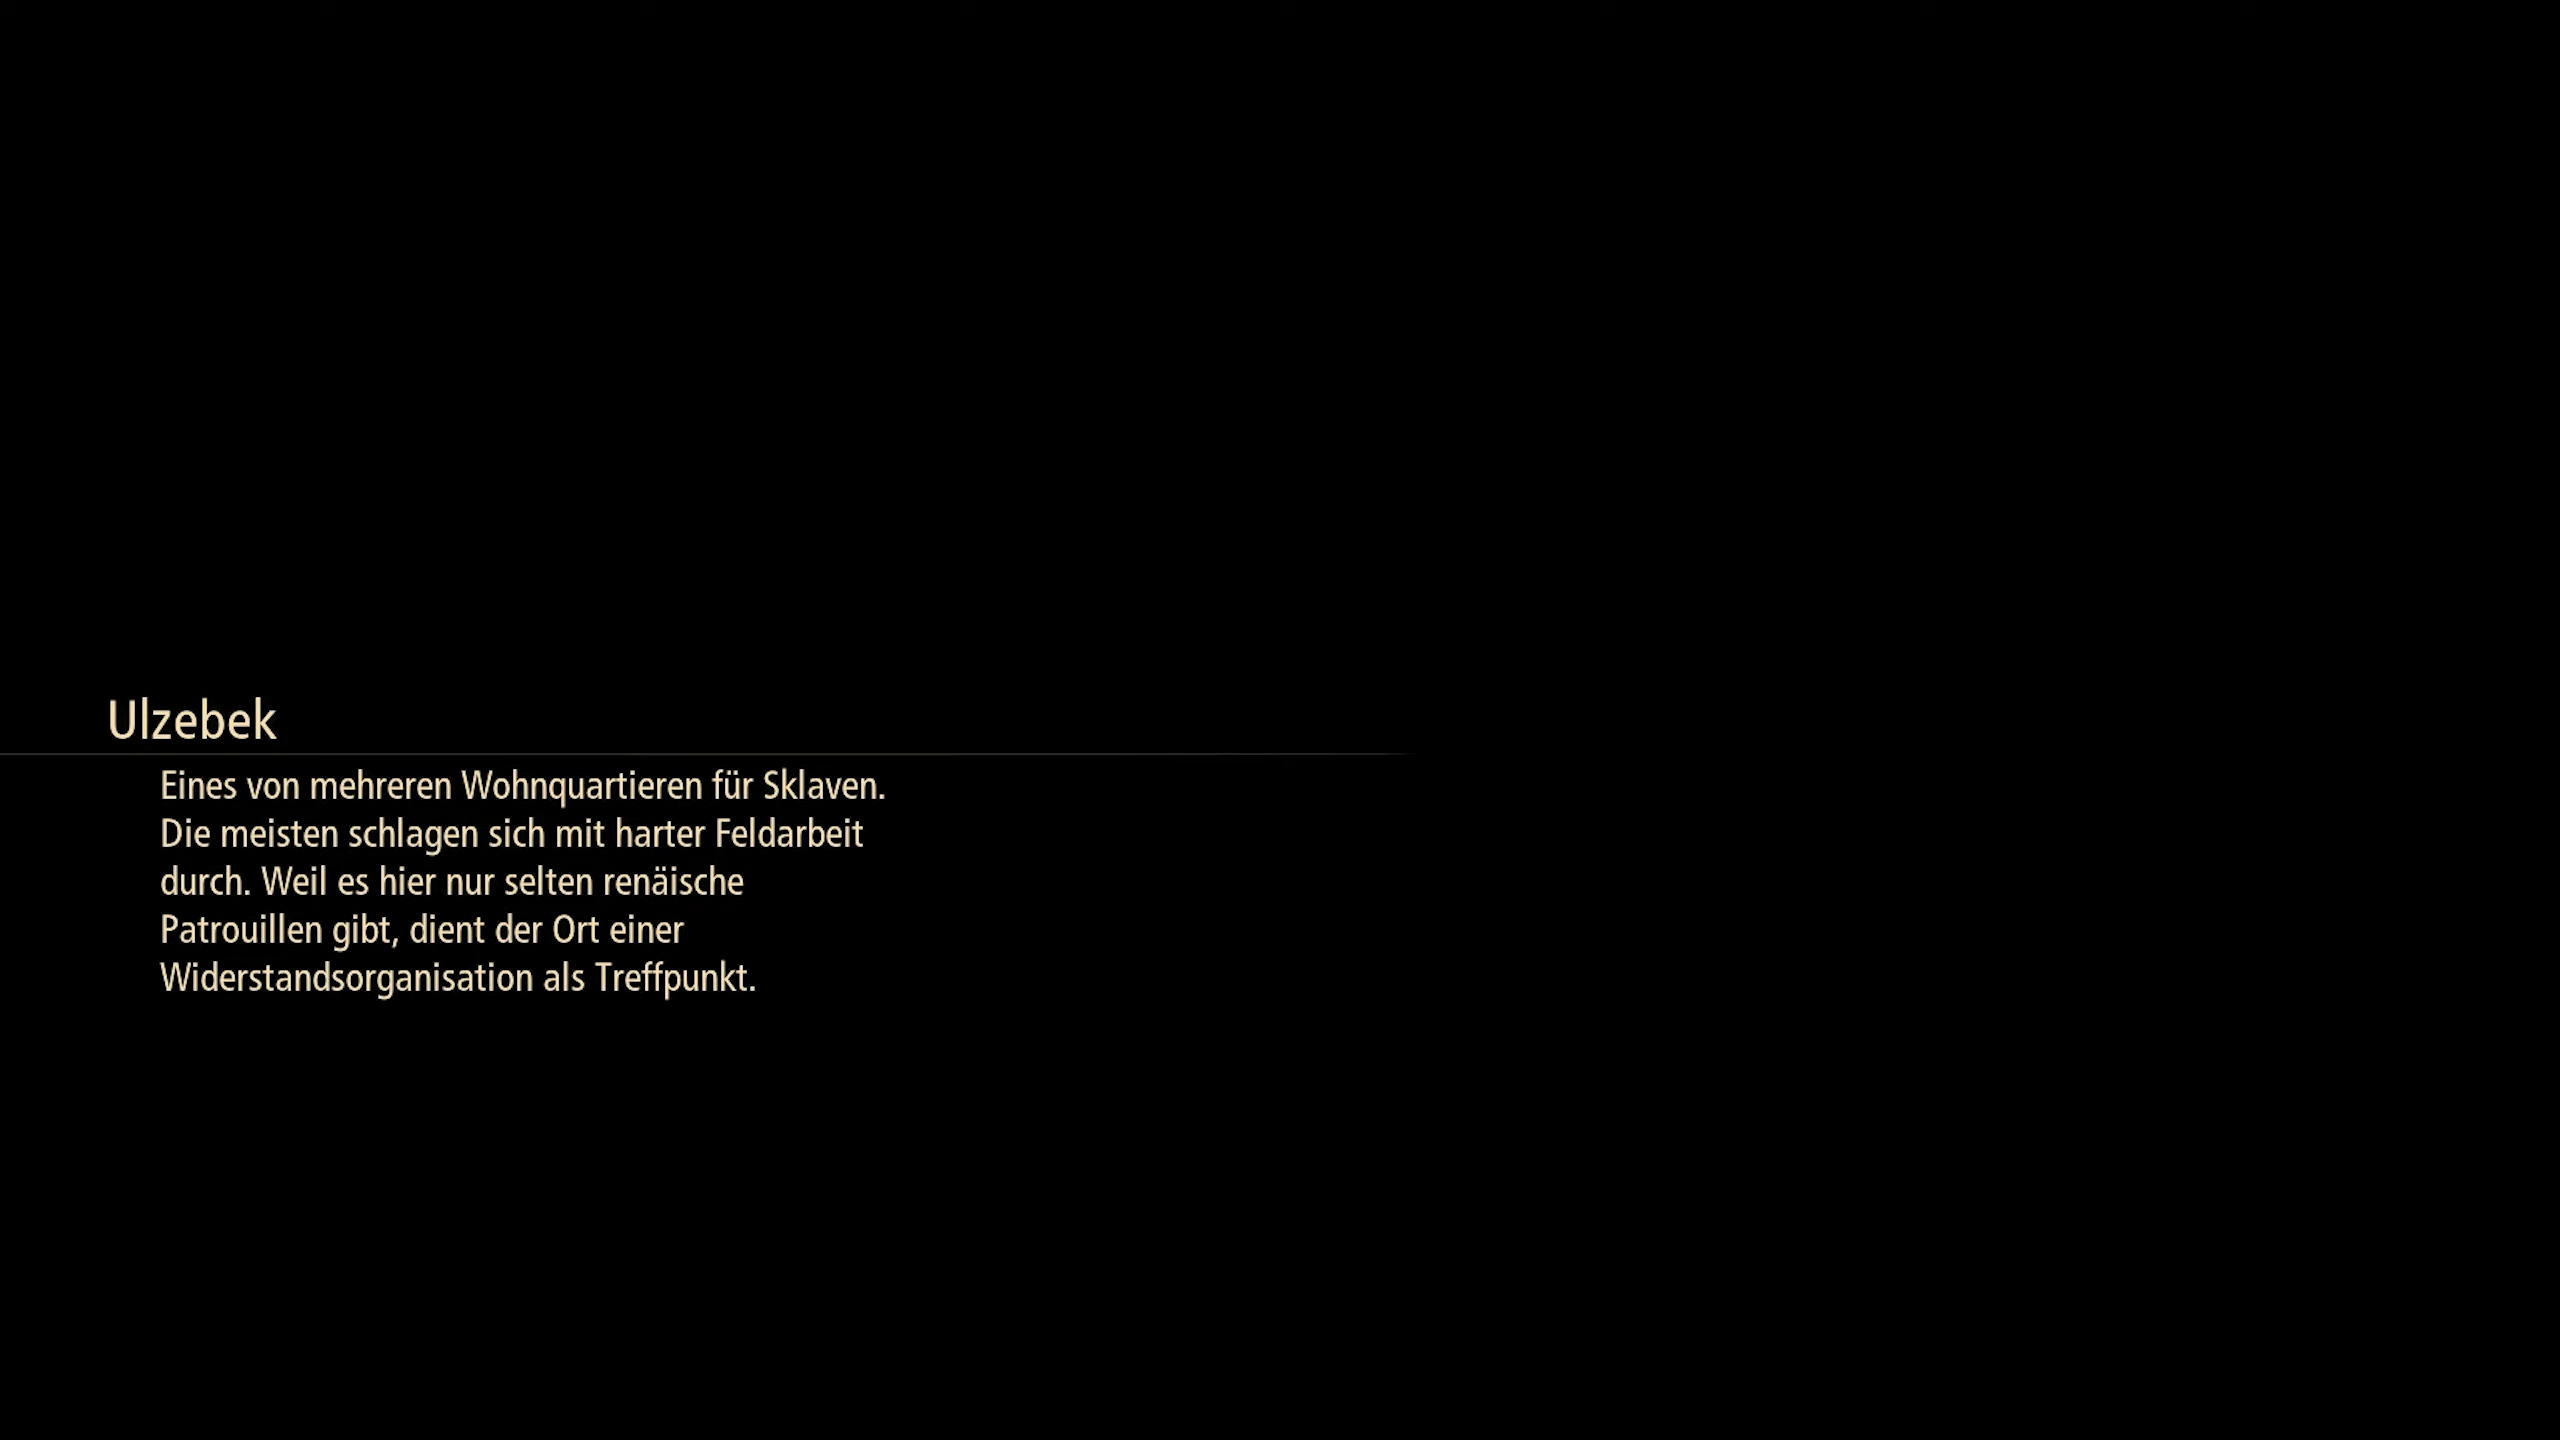 Ulzebek
Eines von mehreren Wohnquartieren für Sklaven.
Die meisten schlagen sich mit harter Feldarbeit
durch. Weil es hier nur selten renäische
Patrouillen gibt, dient der Ort einer
Widerstandsorganisation als Treffpunkt.